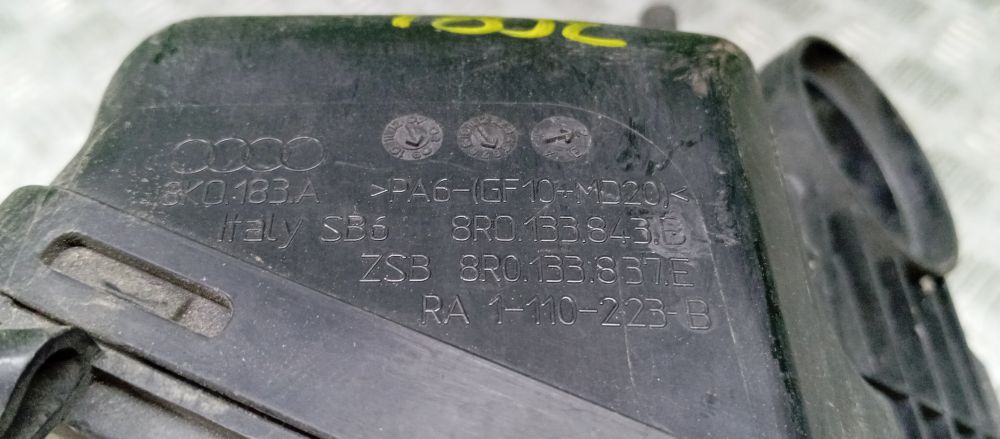 8K0.183.A >PA6-(GF10+MD20)<
Italy SB6 8R0.133.843.E
ZSB 8R0.133.837.E
RA 1-110-223-B